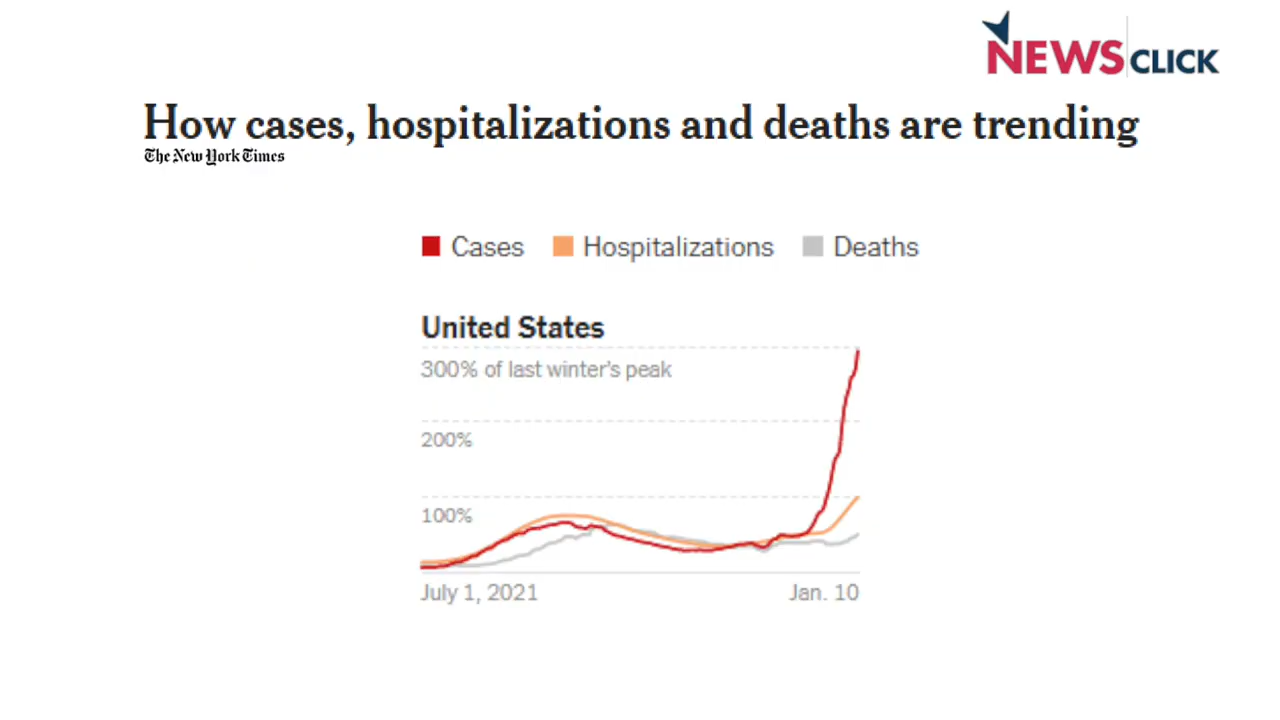 NEWSCLICK
How cases, hospitalizations and deaths are trending
The New York Times
Cases Hospitalizations Deaths
United States
300% of last winter's peak
200%
100%
July 1, 2021 Jan. 10